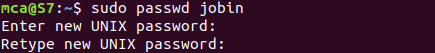 mca@S7:~$ sudo passwd jobin
Enter new UNIX password:
Retype new UNIX password: